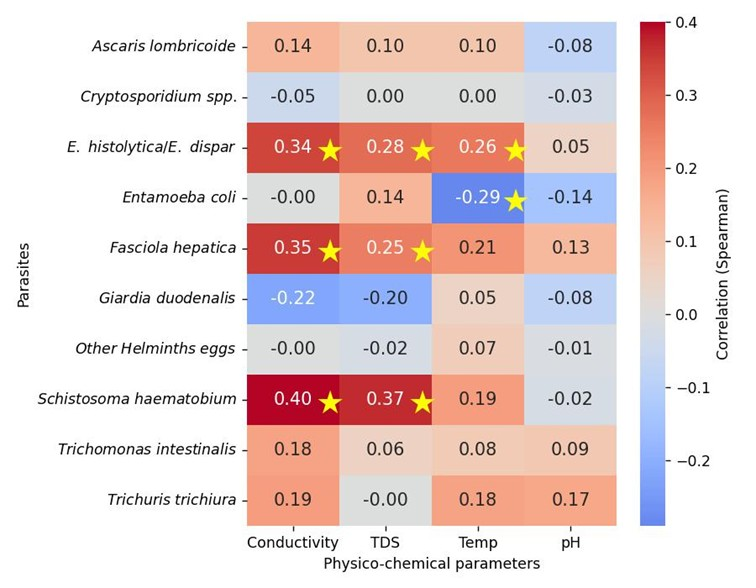 Ascaris lombricoide 0.14 0.10 0.10 -0.08
Cryptosporidium spp. -0.05 0.00 0.00 -0.03
E. histolytica/E. dispar 0.34 0.28 0.26 0.05
Entamoeba coli -0.00 0.14 -0.29 -0.14
Fasciola hepatica 0.35 0.25 0.21 0.13
Giardia duodenalis -0.22 -0.20 0.05 -0.08
Other Helminths eggs -0.00 -0.02 0.07 -0.01
Schistosoma haematobium 0.40 0.37 0.19 -0.02
Trichomonas intestinalis 0.18 0.06 0.08 0.09
Trichuris trichiura 0.19 -0.00 0.18 0.17
Conductivity TDS Temp pH
Physico-chemical parameters
Parasites
0.4
0.3
0.2
0.1
0.0
−0.1
−0.2
Correlation (Spearman)